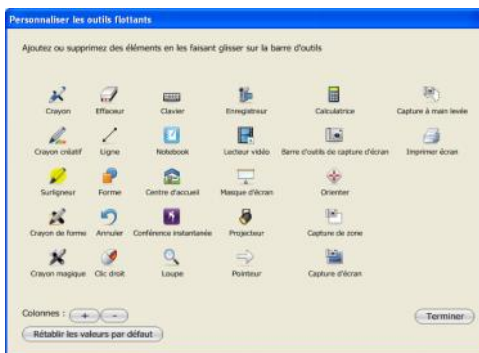 Personnaliser les outils flottants
Ajoutez ou supprimez des éléments en les faisant glisser sur la barre d'outils
Crayon Effaceur Clavier Enregistreur Calculatrice Capture à main levée
Crayon créatif Ligne Notebook Lecteur vidéo Barre d'outils de capture d'écran Imprimer écran
Surligneur Forme Centre d'accueil Masque d'écran Orienter
Crayon de forme Annuler Conférence instantanée Projecteur Capture de zone
Crayon magique Clic droit Loupe Pointeur Capture d'écran
Colonnes : + -
Terminer
Rétablir les valeurs par défaut